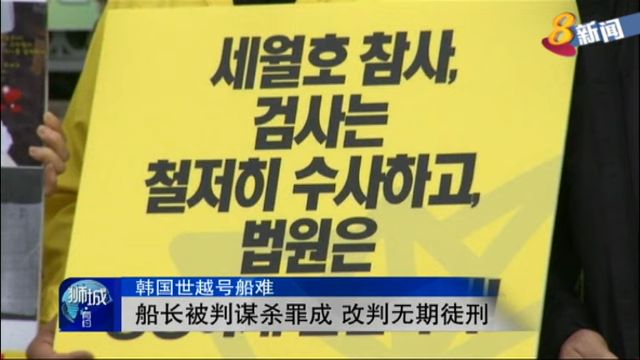 8新闻
세월호 참사,
검사는
철저히 수사하고,
법원은
狮城
韩国世越号船难
船长被判谋杀罪成 改判无期徒刑